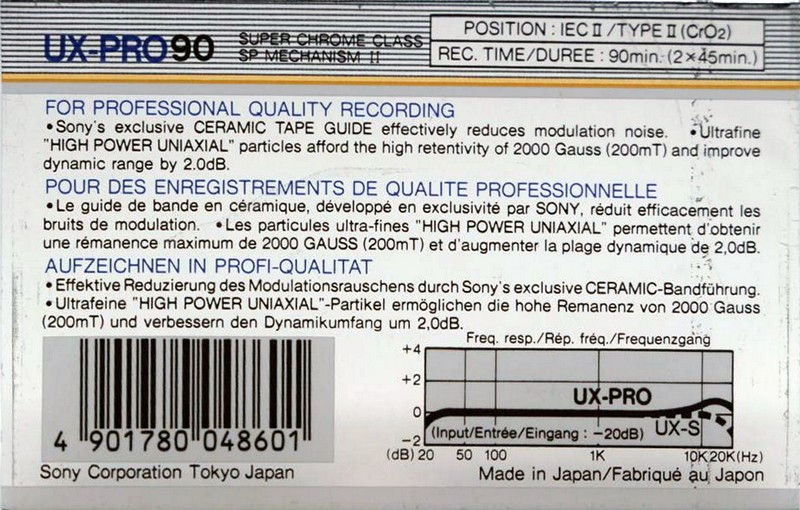 UX-PRO90
SUPER CHROME CLASS
SP MECHANISM II
POSITION : IEC II / TYPE II (CrO2)
REC. TIME/DUREE : 90min. (2×45min.)
FOR PROFESSIONAL QUALITY RECORDING
•Sony's exclusive CERAMIC TAPE GUIDE effectively reduces modulation noise. •Ultrafine
"HIGH POWER UNIAXIAL" particles afford the high retentivity of 2000 Gauss (200mT) and improve
dynamic range by 2.0dB.
POUR DES ENREGISTREMENTS DE QUALITE PROFESSIONNELLE
•Le guide de bande en céramique, développé en exclusivité par SONY, réduit efficacement les
bruits de modulation. •Les particules ultra-fines "HIGH POWER UNIAXIAL" permettent d'obtenir
une rémanence maximum de 2000 GAUSS (200mT) et d'augmenter la plage dynamique de 2,0dB.
AUFZEICHNEN IN PROFI-QUALITAT
•Effektive Reduzierung des Modulationsrauschens durch Sony's exclusive CERAMIC-Bandführung.
•Ultrafeine "HIGH POWER UNIAXIAL"-Partikel ermöglichen die hohe Remanenz von 2000 Gauss
(200mT) und verbessern den Dynamikumfang um 2,0dB.
4 901780 048601
Sony Corporation Tokyo Japan
Freq. resp./Rép. fréq./Frequenzgang
+4
+2
UX-PRO
0
UX-S
(Input/Entrée/Eingang : −20dB)
−2
(dB) 20 50 100 1K 10K 20K (Hz)
Made in Japan/Fabriqué au Japon